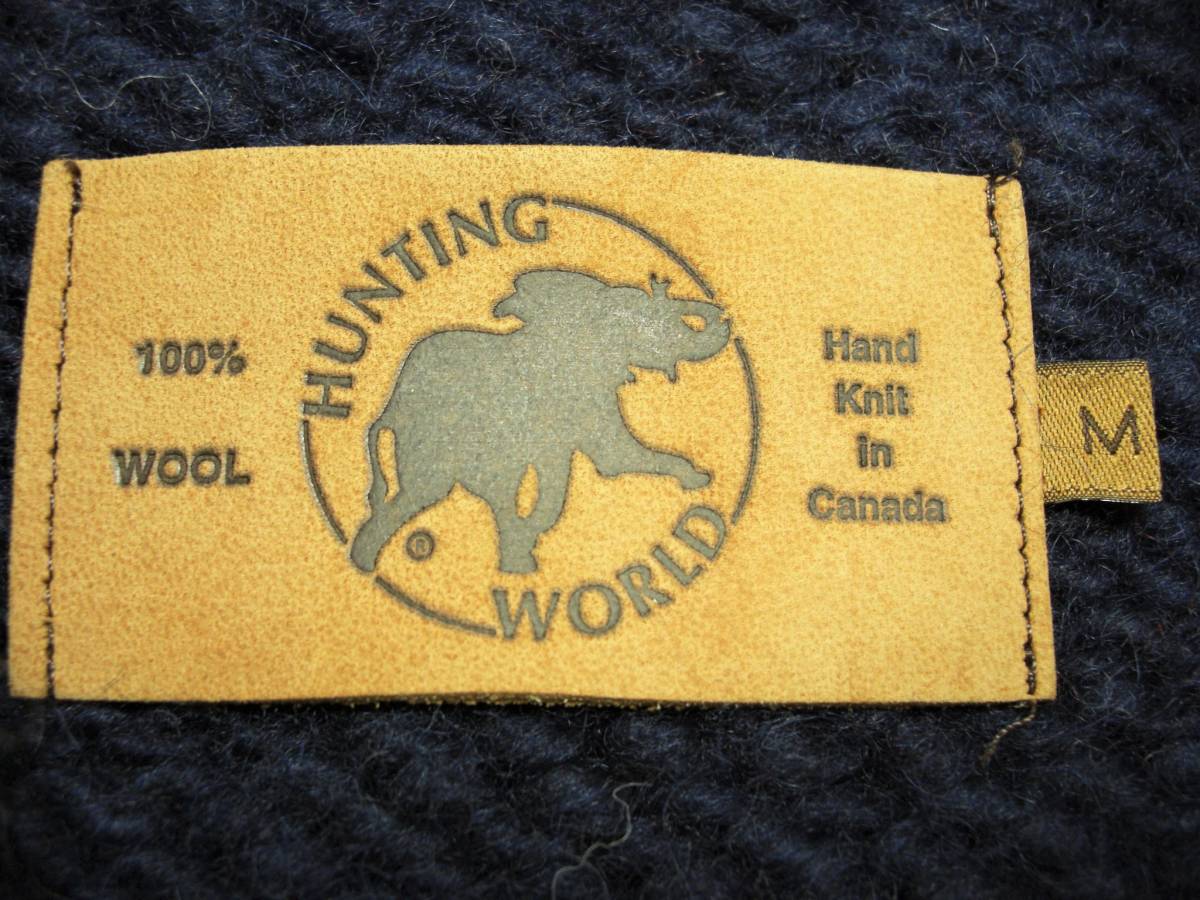 HUNTING
WORLD
®
100%
WOOL
Hand
Knit
in
Canada
M